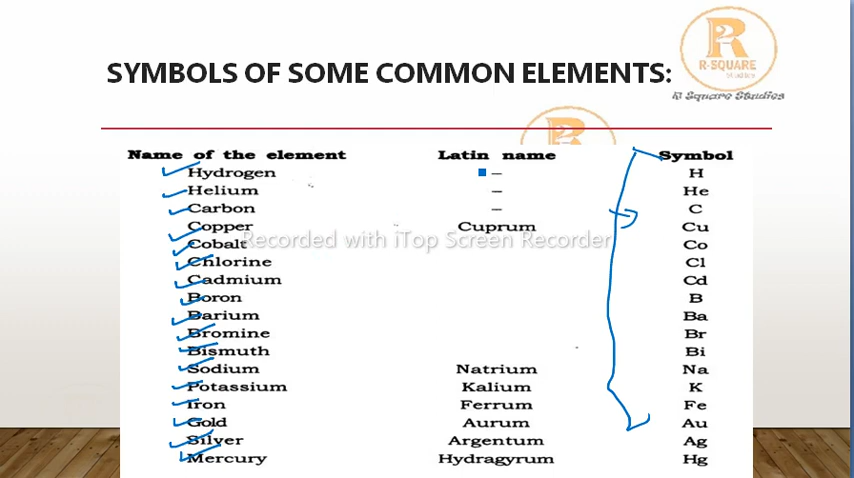 R-SQUARE
Studies
R Square Studies
SYMBOLS OF SOME COMMON ELEMENTS:
Name of the element Latin name Symbol
Hydrogen – H
Helium – He
Carbon – C
Copper Cuprum Cu
Recorded with iTop Screen Recorder
Cobalt Co
Chlorine Cl
Cadmium Cd
Boron B
Barium Ba
Bromine Br
Bismuth Bi
Sodium Natrium Na
Potassium Kalium K
Iron Ferrum Fe
Gold Aurum Au
Silver Argentum Ag
Mercury Hydragyrum Hg